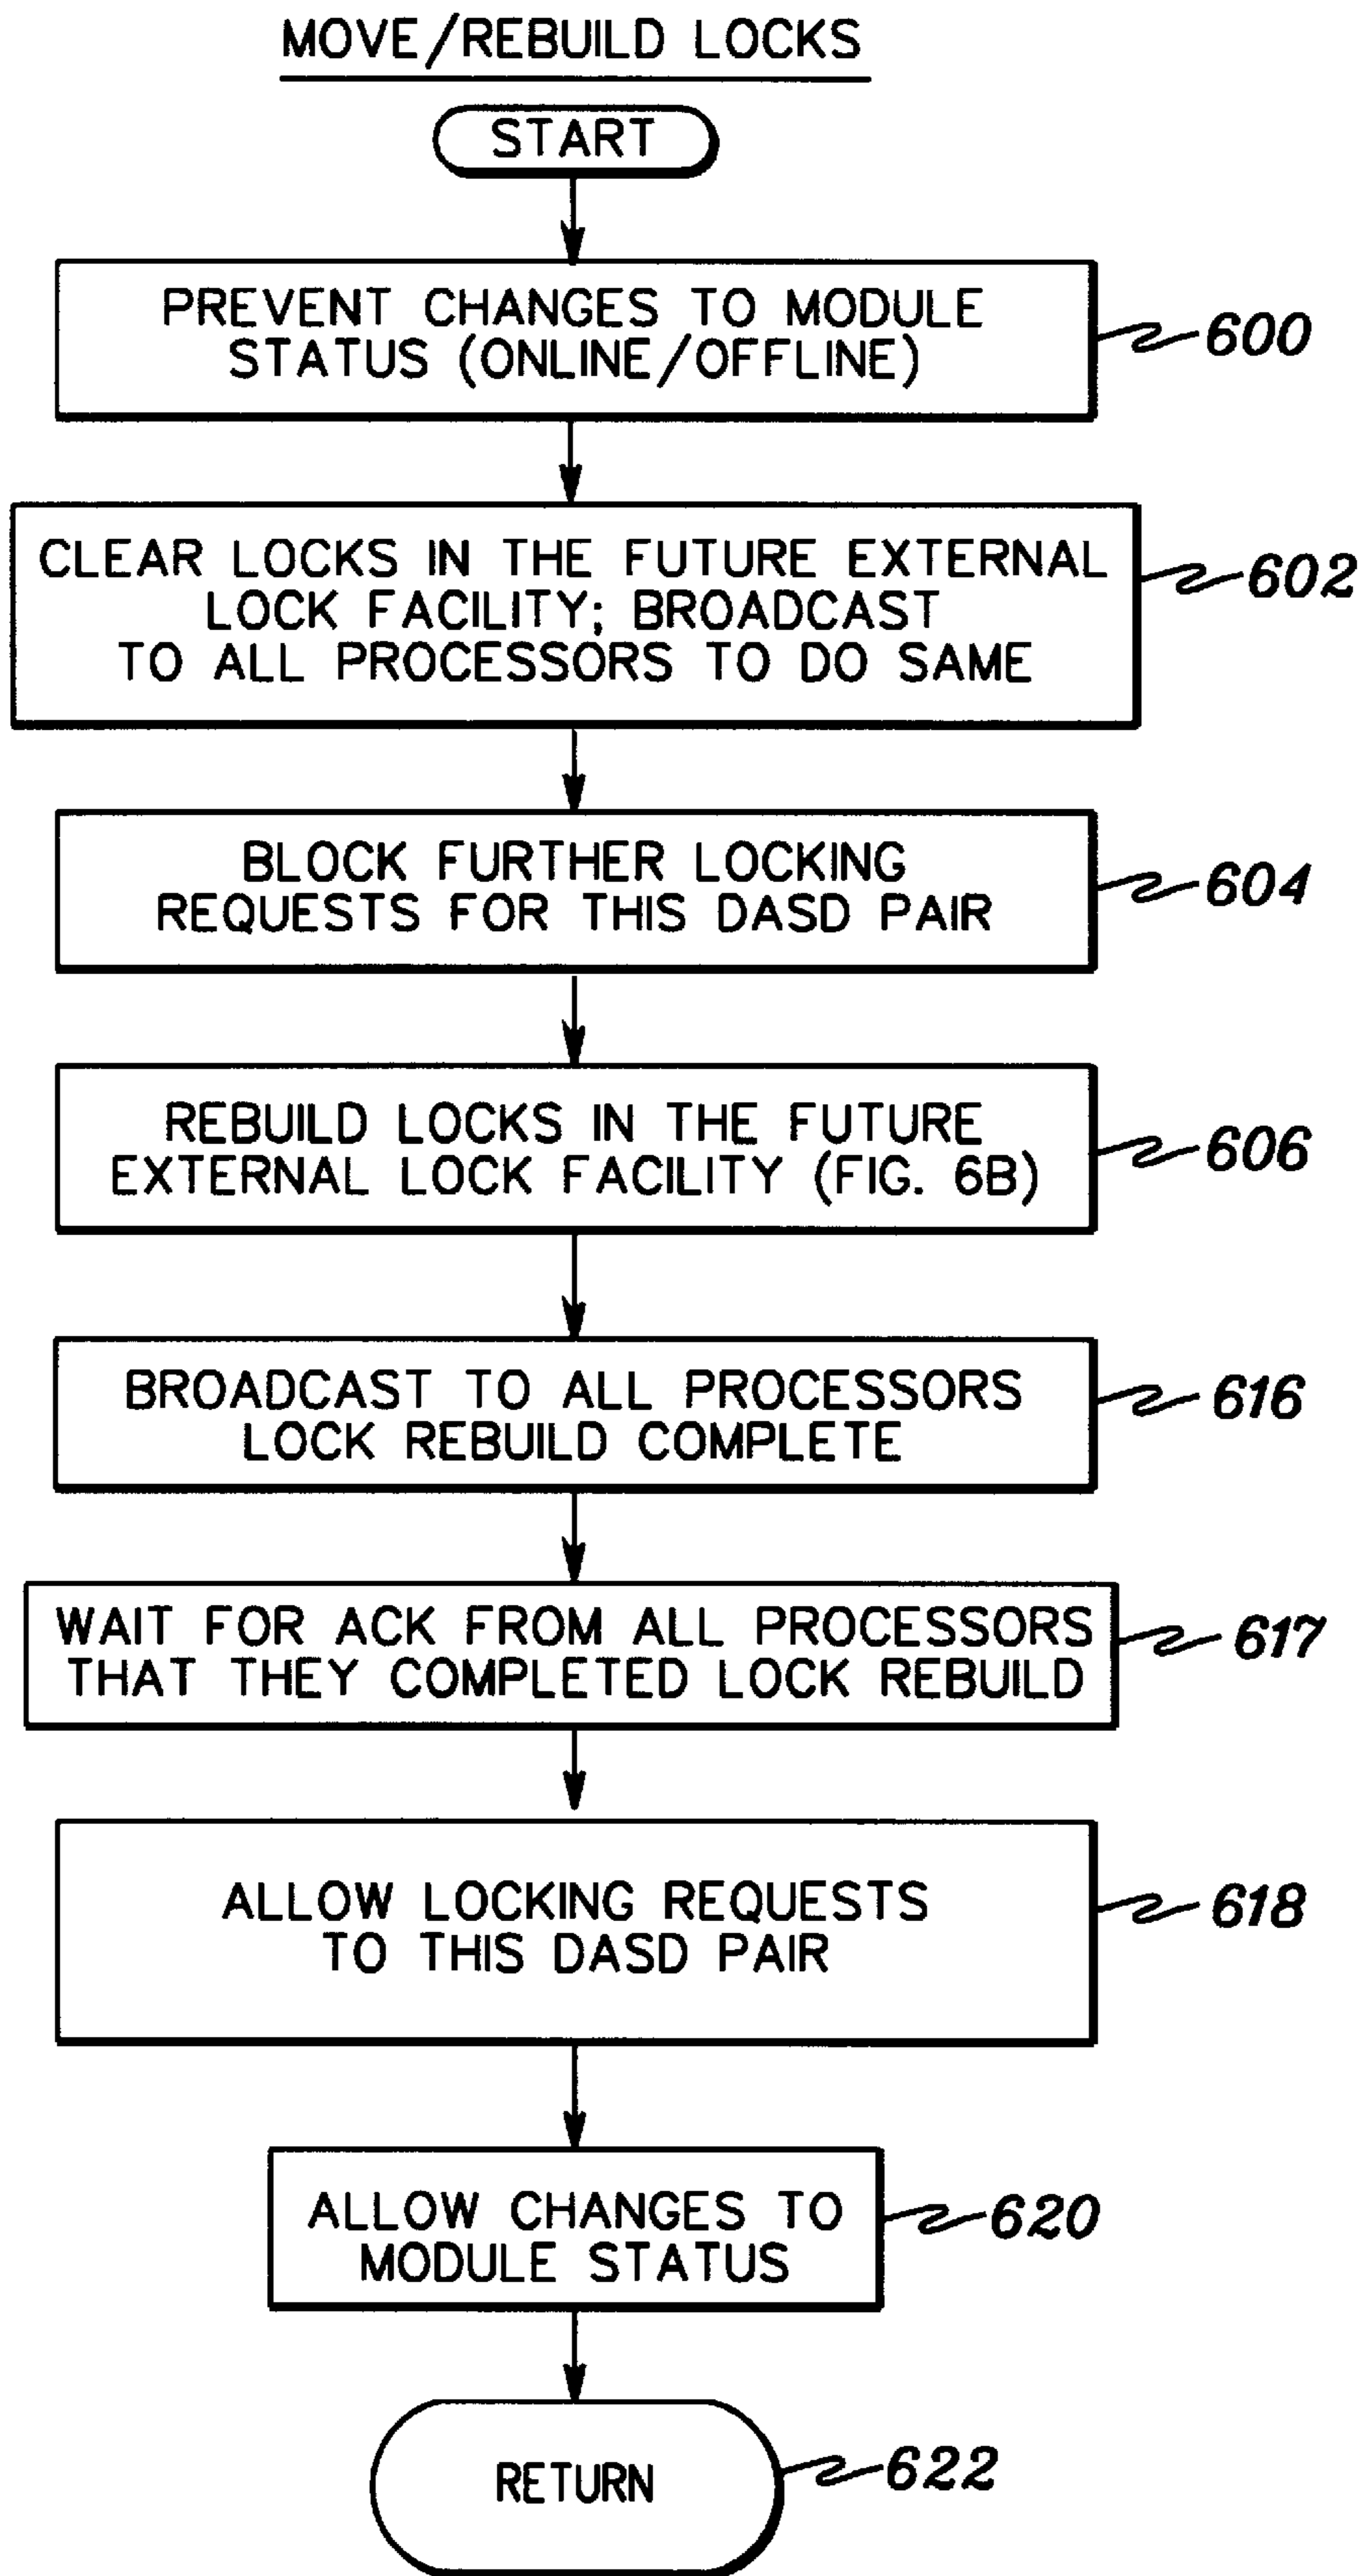 MOVE/REBUILD LOCKS
START
PREVENT CHANGES TO MODULE
STATUS (ONLINE/OFFLINE)
600
CLEAR LOCKS IN THE FUTURE EXTERNAL
LOCK FACILITY; BROADCAST
TO ALL PROCESSORS TO DO SAME
602
BLOCK FURTHER LOCKING
REQUESTS FOR THIS DASD PAIR
604
REBUILD LOCKS IN THE FUTURE
EXTERNAL LOCK FACILITY (FIG. 6B)
606
BROADCAST TO ALL PROCESSORS
LOCK REBUILD COMPLETE
616
WAIT FOR ACK FROM ALL PROCESSORS
THAT THEY COMPLETED LOCK REBUILD
617
ALLOW LOCKING REQUESTS
TO THIS DASD PAIR
618
ALLOW CHANGES TO
MODULE STATUS
620
RETURN
622